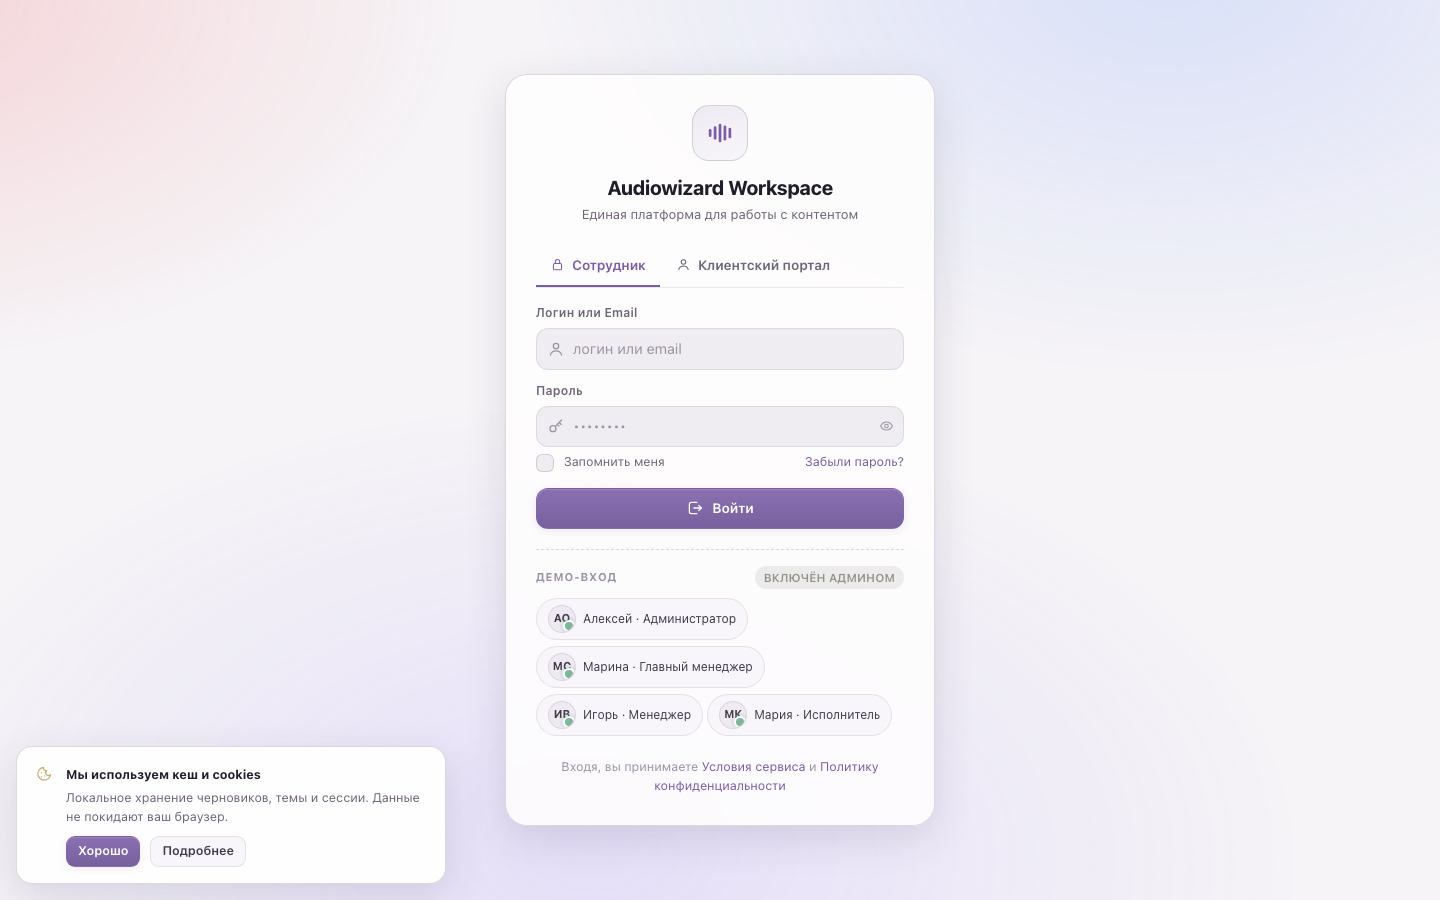 Audiowizard Workspace
Единая платформа для работы с контентом
Сотрудник
Клиентский портал
Логин или Email
логин или email
Пароль
••••••••
Запомнить меня
Забыли пароль?
Войти
ДЕМО-ВХОД
ВКЛЮЧЁН АДМИНОМ
Алексей · Администратор
Марина · Главный менеджер
ИВ Игорь · Менеджер
МК Мария · Исполнитель
Входя, вы принимаете Условия сервиса и Политику
конфиденциальности
Мы используем кеш и cookies
Локальное хранение черновиков, темы и сессии. Данные
не покидают ваш браузер.
Хорошо
Подробнее